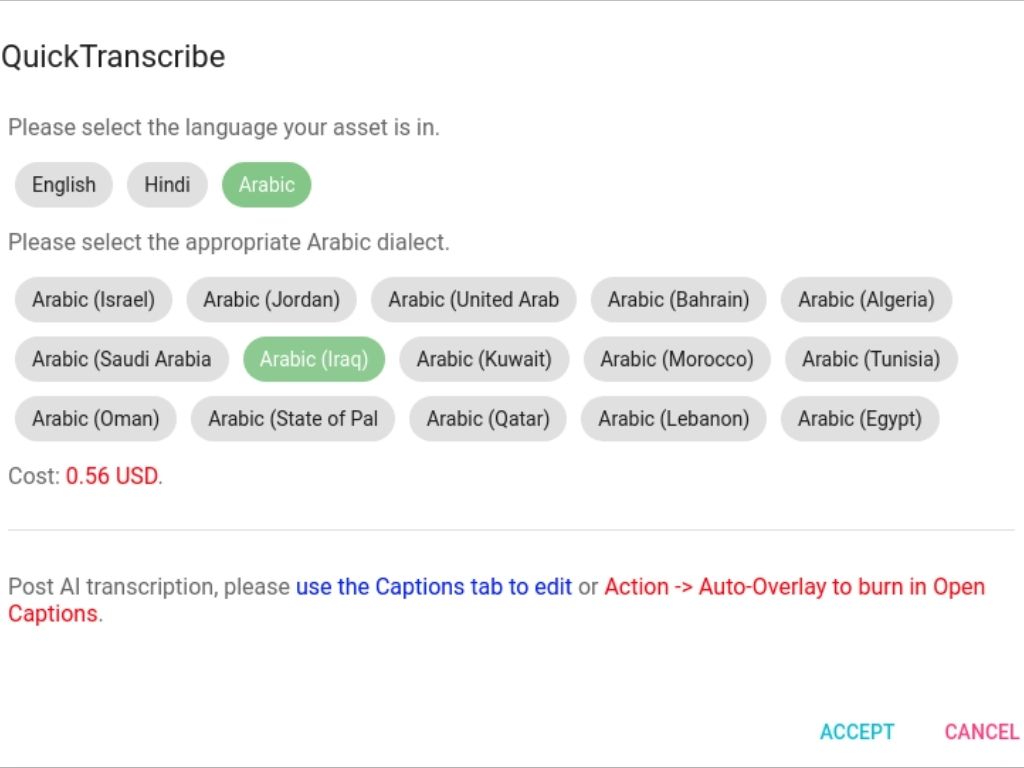 QuickTranscribe
Please select the language your asset is in.
English Hindi Arabic
Please select the appropriate Arabic dialect.
Arabic (Israel) Arabic (Jordan) Arabic (United Arab Arabic (Bahrain) Arabic (Algeria)
Arabic (Saudi Arabia Arabic (Iraq) Arabic (Kuwait) Arabic (Morocco) Arabic (Tunisia)
Arabic (Oman) Arabic (State of Pal Arabic (Qatar) Arabic (Lebanon) Arabic (Egypt)
Cost: 0.56 USD.
Post AI transcription, please use the Captions tab to edit or Action -> Auto-Overlay to burn in Open
Captions.
ACCEPT CANCEL